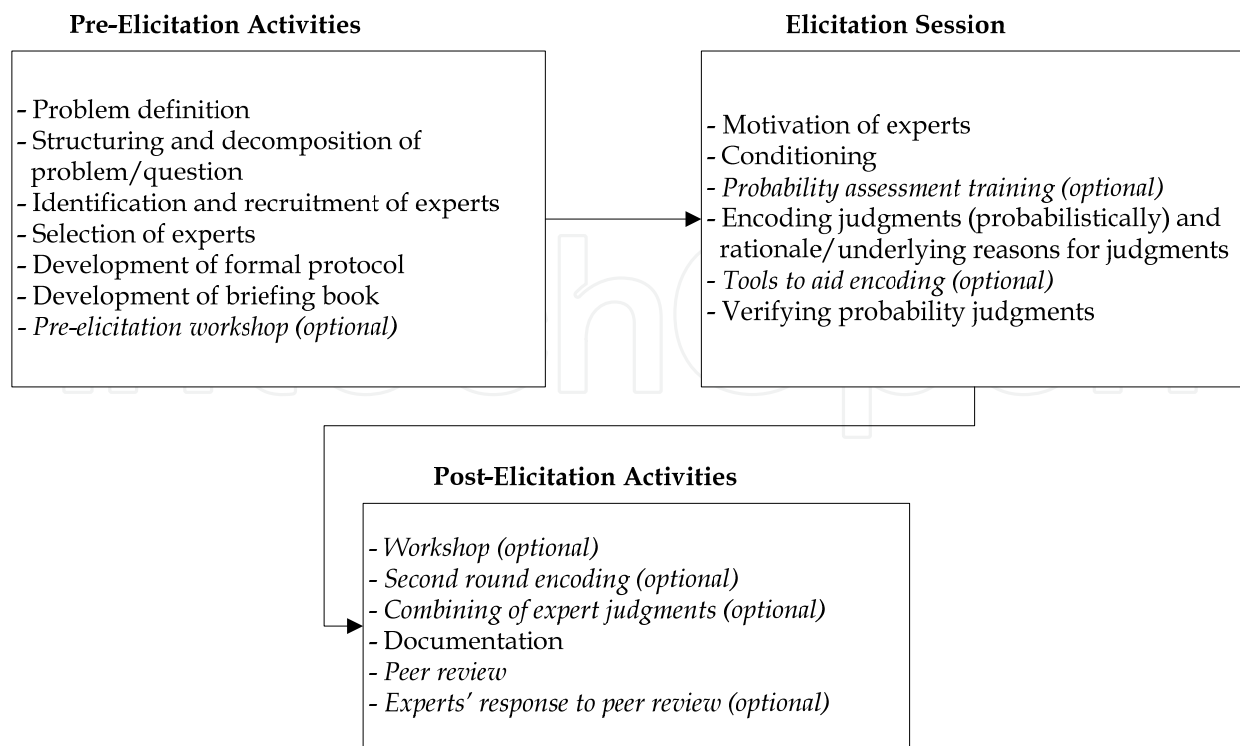 Pre-Elicitation Activities
- Problem definition
- Structuring and decomposition of
problem/question
- Identification and recruitment of experts
- Selection of experts
- Development of formal protocol
- Development of briefing book
- Pre-elicitation workshop (optional)
Elicitation Session
- Motivation of experts
- Conditioning
- Probability assessment training (optional)
- Encoding judgments (probabilistically) and
rationale/underlying reasons for judgments
- Tools to aid encoding (optional)
- Verifying probability judgments
IntechOpen
Post-Elicitation Activities
- Workshop (optional)
- Second round encoding (optional)
- Combining of expert judgments (optional)
- Documentation
- Peer review
- Experts' response to peer review (optional)